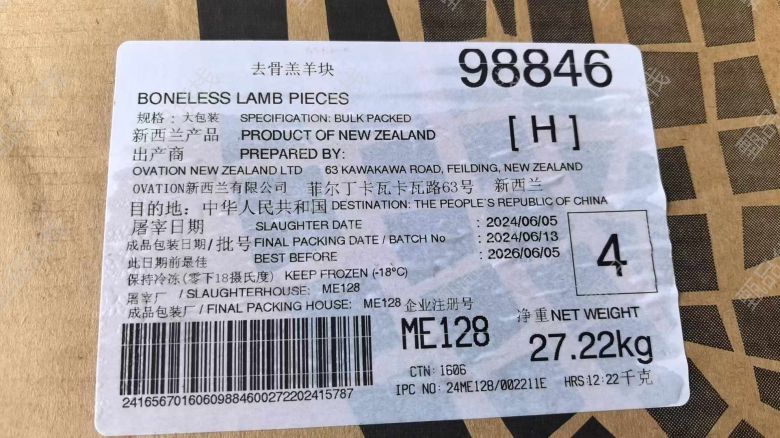 去骨羔羊块
98846
BONELESS LAMB PIECES
规格：大包装 SPECIFICATION: BULK PACKED
新西兰产品 PRODUCT OF NEW ZEALAND
[H]
出产商 PREPARED BY:
OVATION NEW ZEALAND LTD 63 KAWAKAWA ROAD, FEILDING, NEW ZEALAND
OVATION新西兰有限公司 菲尔丁卡瓦卡瓦路63号 新西兰
目的地：中华人民共和国 DESTINATION: THE PEOPLE'S REPUBLIC OF CHINA
屠宰日期 SLAUGHTER DATE : 2024/06/05
成品包装日期/批号 FINAL PACKING DATE / BATCH No : 2024/06/13
此日期前最佳 BEST BEFORE : 2026/06/05
4
保持冷冻(零下18摄氏度) KEEP FROZEN (-18°C)
屠宰厂 / SLAUGHTERHOUSE: ME128
成品包装厂 / FINAL PACKING HOUSE: ME128
企业注册号
ME128
净重 NET WEIGHT
27.22kg
CTN: 1606
IPC NO: 24ME128/002211E HRS:12:22 千克
2416567016060988460027220241578​7
甄品在线